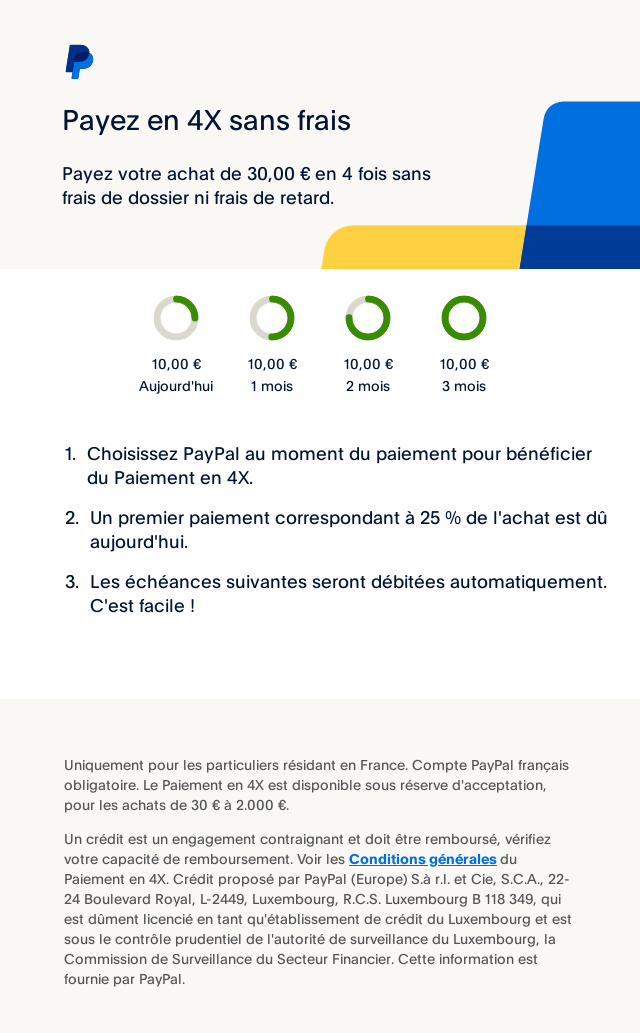 Payez en 4X sans frais
Payez votre achat de 30,00 € en 4 fois sans
frais de dossier ni frais de retard.
10,00 € 10,00 € 10,00 € 10,00 €
Aujourd'hui 1 mois 2 mois 3 mois
1. Choisissez PayPal au moment du paiement pour bénéficier
du Paiement en 4X.
2. Un premier paiement correspondant à 25 % de l'achat est dû
aujourd'hui.
3. Les échéances suivantes seront débitées automatiquement.
C'est facile !
Uniquement pour les particuliers résidant en France. Compte PayPal français
obligatoire. Le Paiement en 4X est disponible sous réserve d'acceptation,
pour les achats de 30 € à 2.000 €.
Un crédit est un engagement contraignant et doit être remboursé, vérifiez
votre capacité de remboursement. Voir les Conditions générales du
Paiement en 4X. Crédit proposé par PayPal (Europe) S.à r.l. et Cie, S.C.A., 22-
24 Boulevard Royal, L-2449, Luxembourg, R.C.S. Luxembourg B 118 349, qui
est dûment licencié en tant qu'établissement de crédit du Luxembourg et est
sous le contrôle prudentiel de l'autorité de surveillance du Luxembourg, la
Commission de Surveillance du Secteur Financier. Cette information est
fournie par PayPal.